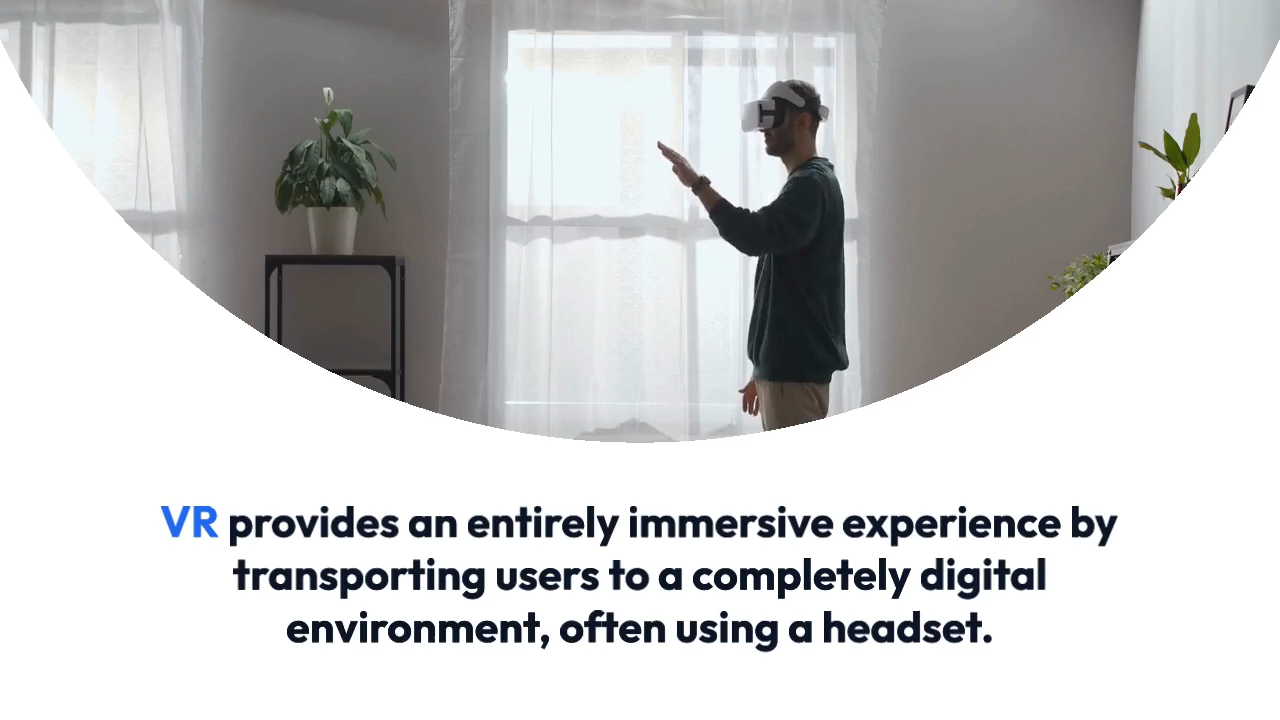 VR provides an entirely immersive experience by
transporting users to a completely digital
environment, often using a headset.